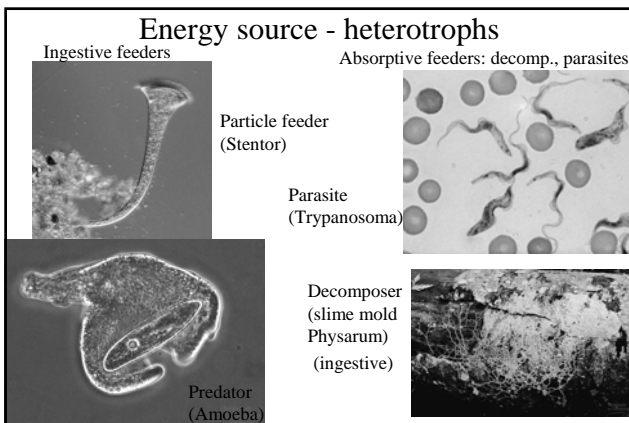 Energy source - heterotrophs
Ingestive feeders
Absorptive feeders: decomp., parasites
Particle feeder
(Stentor)
Parasite
(Trypanosoma)
Decomposer
(slime mold
Physarum)
(ingestive)
Predator
(Amoeba)